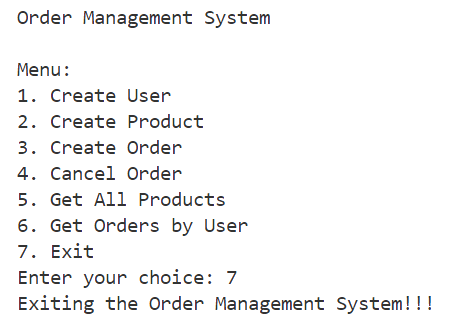 Order Management System
Menu:
1. Create User
2. Create Product
3. Create Order
4. Cancel Order
5. Get All Products
6. Get Orders by User
7. Exit
Enter your choice: 7
Exiting the Order Management System!!!